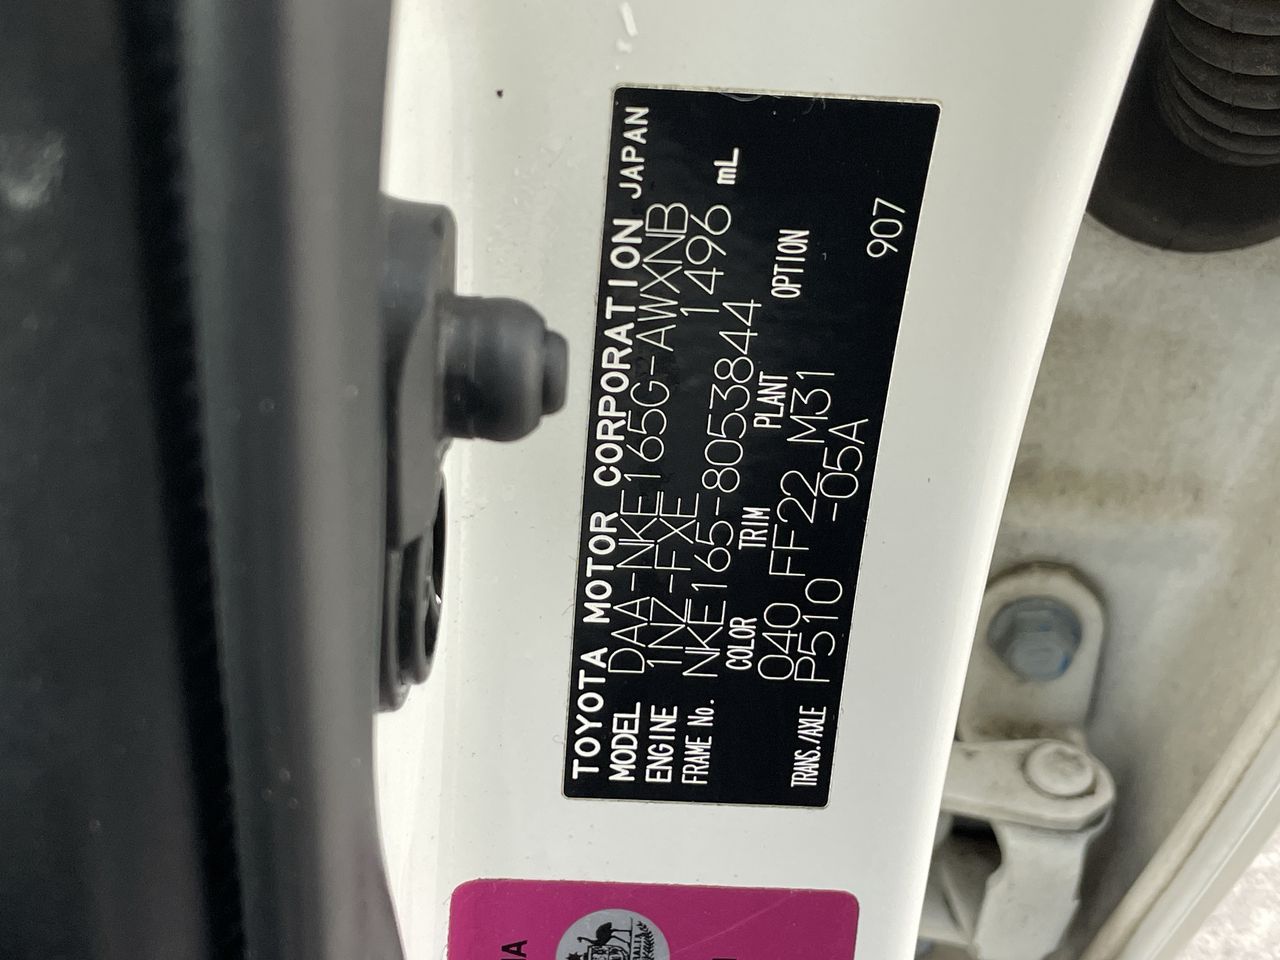 TOYOTA MOTOR CORPORATION JAPAN
MODEL DAA-NKE165G-AWXNB
ENGINE 1NZ-FXE 1496 mL
FRAME No. NKE165-8053844
COLOR TRIM PLANT OPTION
040 FF22 M31
TRANS./AXLE P510 -05A 907